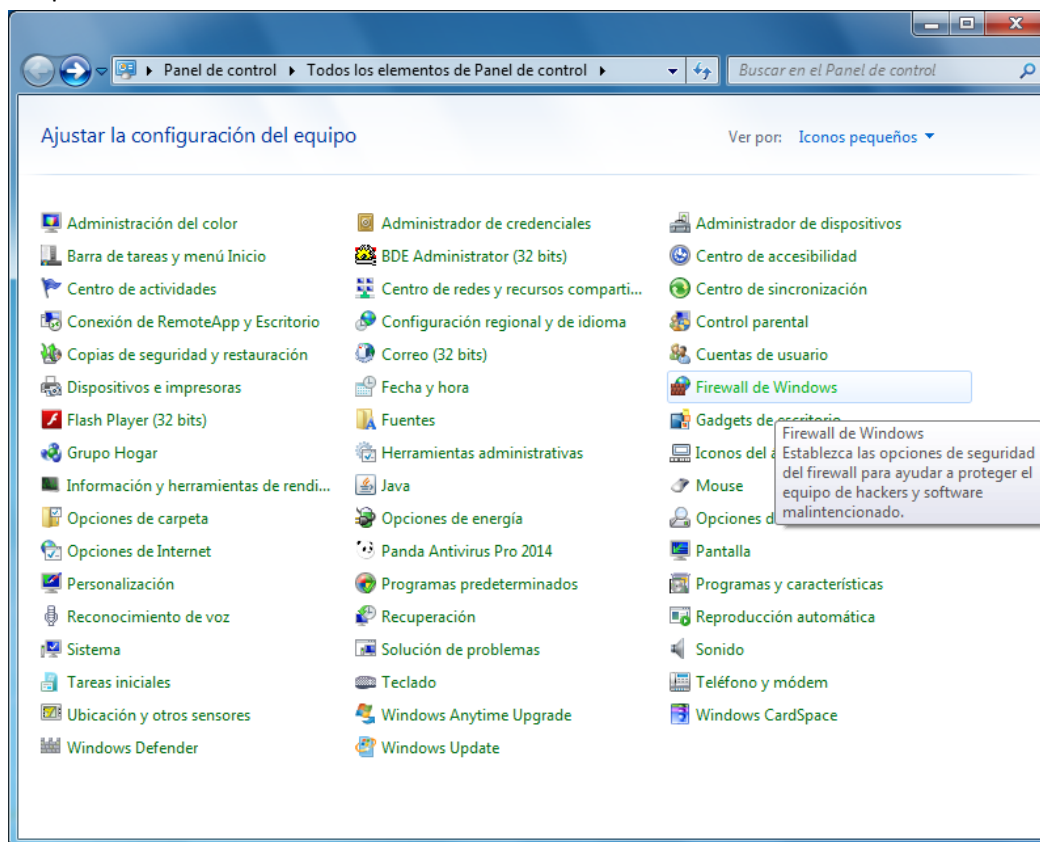 Panel de control ▸ Todos los elementos de Panel de control ▸
Buscar en el Panel de control
Ajustar la configuración del equipo
Ver por: Iconos pequeños
Administración del color
Administrador de credenciales
Administrador de dispositivos
Barra de tareas y menú Inicio
BDE Administrator (32 bits)
Centro de accesibilidad
Centro de actividades
Centro de redes y recursos comparti...
Centro de sincronización
Conexión de RemoteApp y Escritorio
Configuración regional y de idioma
Control parental
Copias de seguridad y restauración
Correo (32 bits)
Cuentas de usuario
Dispositivos e impresoras
Fecha y hora
Firewall de Windows
Flash Player (32 bits)
Fuentes
Gadgets de escritorio
Grupo Hogar
Herramientas administrativas
Iconos del
Información y herramientas de rendi...
Java
Mouse
Opciones de carpeta
Opciones de energía
Opciones
Firewall de Windows
Establezca las opciones de seguridad
del firewall para ayudar a proteger el
equipo de hackers y software
malintencionado.
Opciones de Internet
Panda Antivirus Pro 2014
Pantalla
Personalización
Programas predeterminados
Programas y características
Reconocimiento de voz
Recuperación
Reproducción automática
Sistema
Solución de problemas
Sonido
Tareas iniciales
Teclado
Teléfono y módem
Ubicación y otros sensores
Windows Anytime Upgrade
Windows CardSpace
Windows Defender
Windows Update